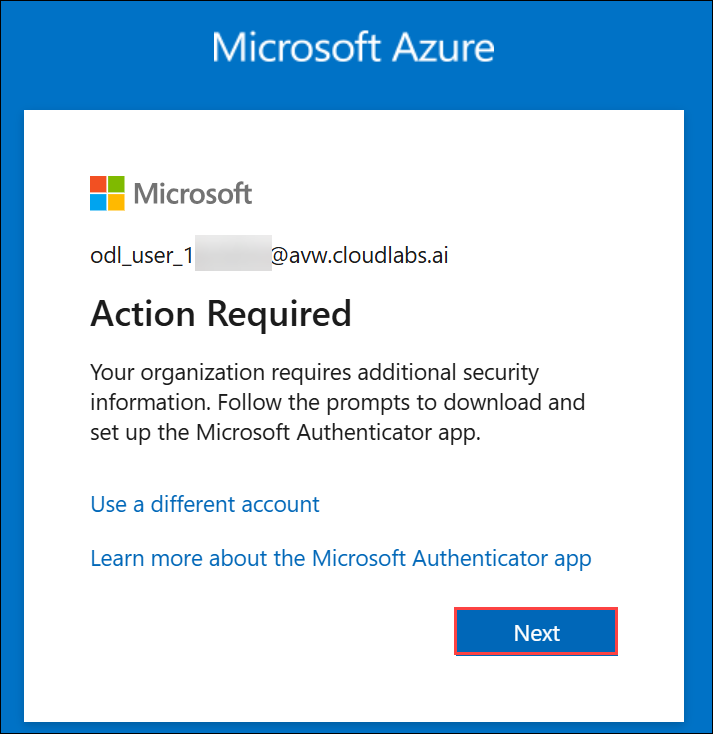 Microsoft Azure
Microsoft
odl_user_1 @avw.cloudlabs.ai
Action Required
Your organization requires additional security
information. Follow the prompts to download and
set up the Microsoft Authenticator app.
Use a different account
Learn more about the Microsoft Authenticator app
Next